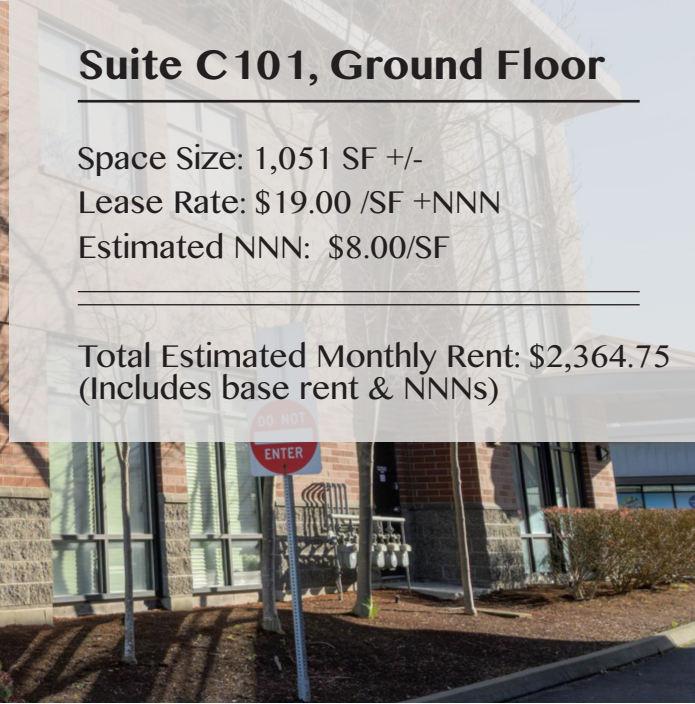 Suite C101, Ground Floor
Space Size: 1,051 SF +/-
Lease Rate: $19.00 /SF +NNN
Estimated NNN:  $8.00/SF
Total Estimated Monthly Rent: $2,364.75
(Includes base rent & NNNs)
DO NOT
ENTER